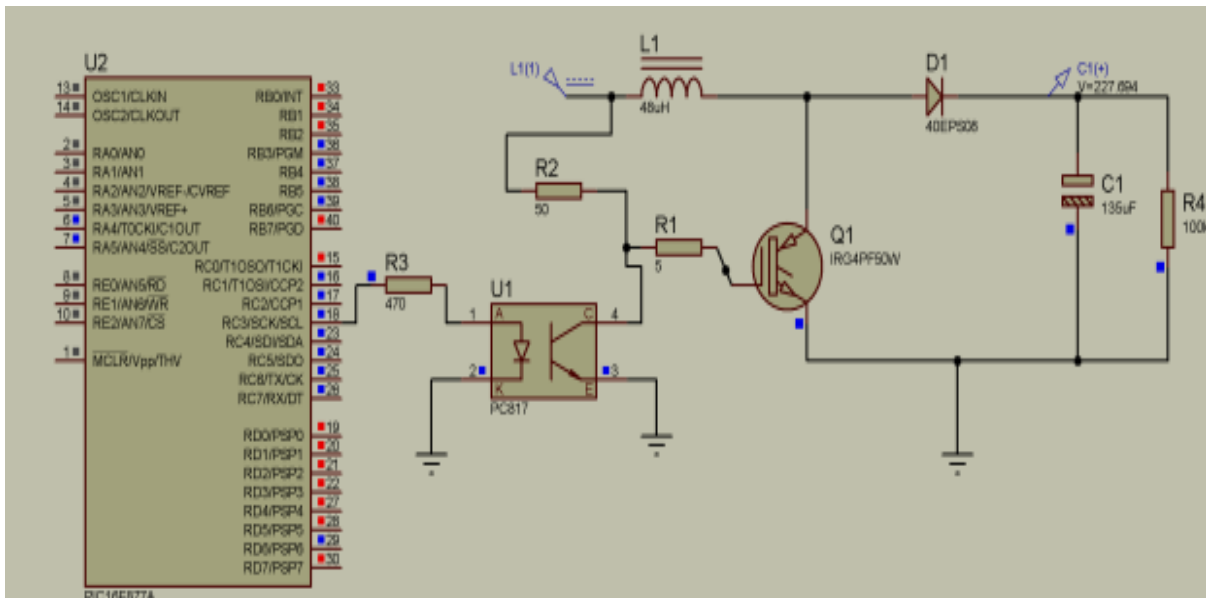 U2
13 OSC1/CLKIN RB0/INT 33
14 OSC2/CLKOUT RB1 34
RB2 35
2 RA0/AN0 RB3/PGM 36
3 RA1/AN1 RB4 37
4 RA2/AN2/VREF-/CVREF RB5 38
5 RA3/AN3/VREF+ RB6/PGC 39
6 RA4/T0CKI/C1OUT RB7/PGD 40
7 RA5/AN4/SS/C2OUT
RC0/T1OSO/T1CKI 15
8 RE0/AN5/RD RC1/T1OSI/CCP2 16
9 RE1/AN6/WR RC2/CCP1 17
10 RE2/AN7/CS RC3/SCK/SCL 18
RC4/SDI/SDA 23
1 MCLR/Vpp/THV RC5/SDO 24
RC6/TX/CK 25
RC7/RX/DT 26
RD0/PSP0 19
RD1/PSP1 20
RD2/PSP2 21
RD3/PSP3 22
RD4/PSP4 27
RD5/PSP5 28
RD6/PSP6 29
RD7/PSP7 30
PIC16F877A
R3
470
U1
1 A C 4
2 K E 3
PC817
L1(1)
L1
48uH
R2
50
R1
5
Q1
IRG4PF50W
D1
40EPS08
C1(+)
V=227.694
C1
135uF
R4